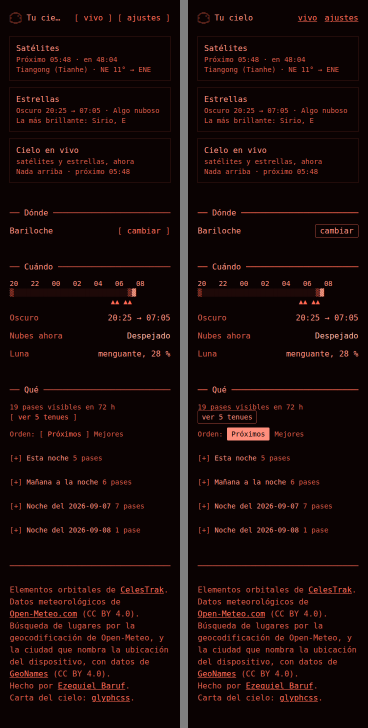 Tu cie… [ vivo ] [ ajustes ]
Satélites
Próximo 05:48 · en 48:04
Tiangong (Tianhe) · NE 11° → ENE
Estrellas
Oscuro 20:25 → 07:05 · Algo nuboso
La más brillante: Sirio, E
Cielo en vivo
satélites y estrellas, ahora
Nada arriba · próximo 05:48
Dónde
Bariloche [ cambiar ]
Cuándo
20 22 00 02 04 06 08
Oscuro 20:25 → 07:05
Nubes ahora Despejado
Luna menguante, 28 %
Qué
19 pases visibles en 72 h
[ ver 5 tenues ]
Orden: [ Próximos ] Mejores
[+] Esta noche 5 pases
[+] Mañana a la noche 6 pases
[+] Noche del 2026-09-07 7 pases
[+] Noche del 2026-09-08 1 pase
Elementos orbitales de CelesTrak.
Datos meteorológicos de
Open-Meteo.com (CC BY 4.0).
Búsqueda de lugares por la
geocodificación de Open-Meteo, y
la ciudad que nombra la ubicación
del dispositivo, con datos de
GeoNames (CC BY 4.0).
Hecho por Ezequiel Baruf.
Carta del cielo: glyphcss.
Tu cielo vivo ajustes
Satélites
Próximo 05:48 · en 48:04
Tiangong (Tianhe) · NE 11° → ENE
Estrellas
Oscuro 20:25 → 07:05 · Algo nuboso
La más brillante: Sirio, E
Cielo en vivo
satélites y estrellas, ahora
Nada arriba · próximo 05:48
Dónde
Bariloche cambiar
Cuándo
20 22 00 02 04 06 08
Oscuro 20:25 → 07:05
Nubes ahora Despejado
Luna menguante, 28 %
Qué
19 pases visibles en 72 h
ver 5 tenues
Orden: Próximos Mejores
[+] Esta noche 5 pases
[+] Mañana a la noche 6 pases
[+] Noche del 2026-09-07 7 pases
[+] Noche del 2026-09-08 1 pase
Elementos orbitales de CelesTrak.
Datos meteorológicos de
Open-Meteo.com (CC BY 4.0).
Búsqueda de lugares por la
geocodificación de Open-Meteo, y
la ciudad que nombra la ubicación
del dispositivo, con datos de
GeoNames (CC BY 4.0).
Hecho por Ezequiel Baruf.
Carta del cielo: glyphcss.